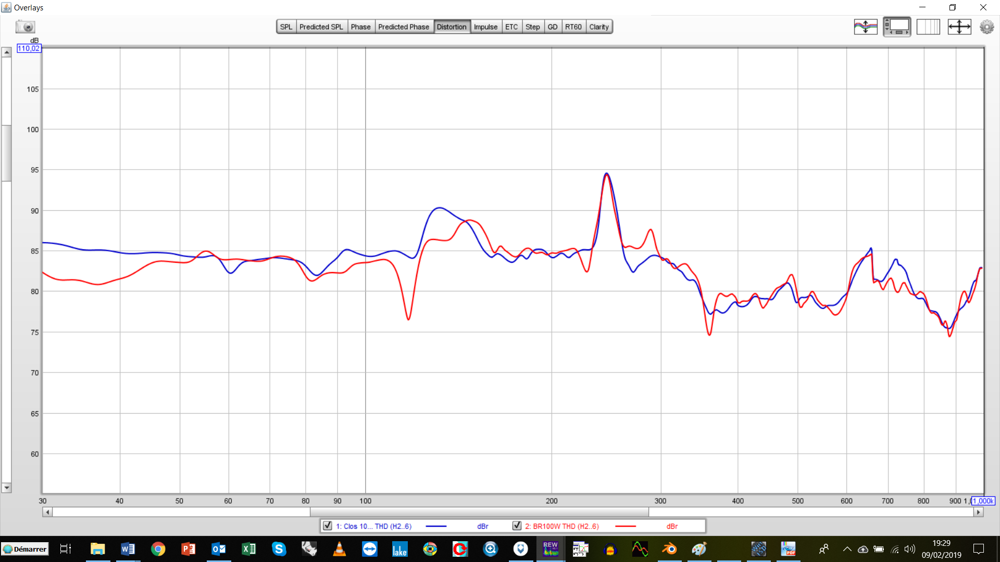 Overlays
SPL Predicted SPL Phase Predicted Phase Distortion Impulse ETC Step GD RT60 Clarity
dB
110,02
105
100
95
90
85
80
75
70
65
60
30 40 50 60 70 80 90 100 200 300 400 500 600 700 800 900 1,000k
1: Clos 10... THD (H2..6) dBr 2: BR100W THD (H2..6) dBr
Démarrer
lake
REW
PDF
19:29
09/02/2019